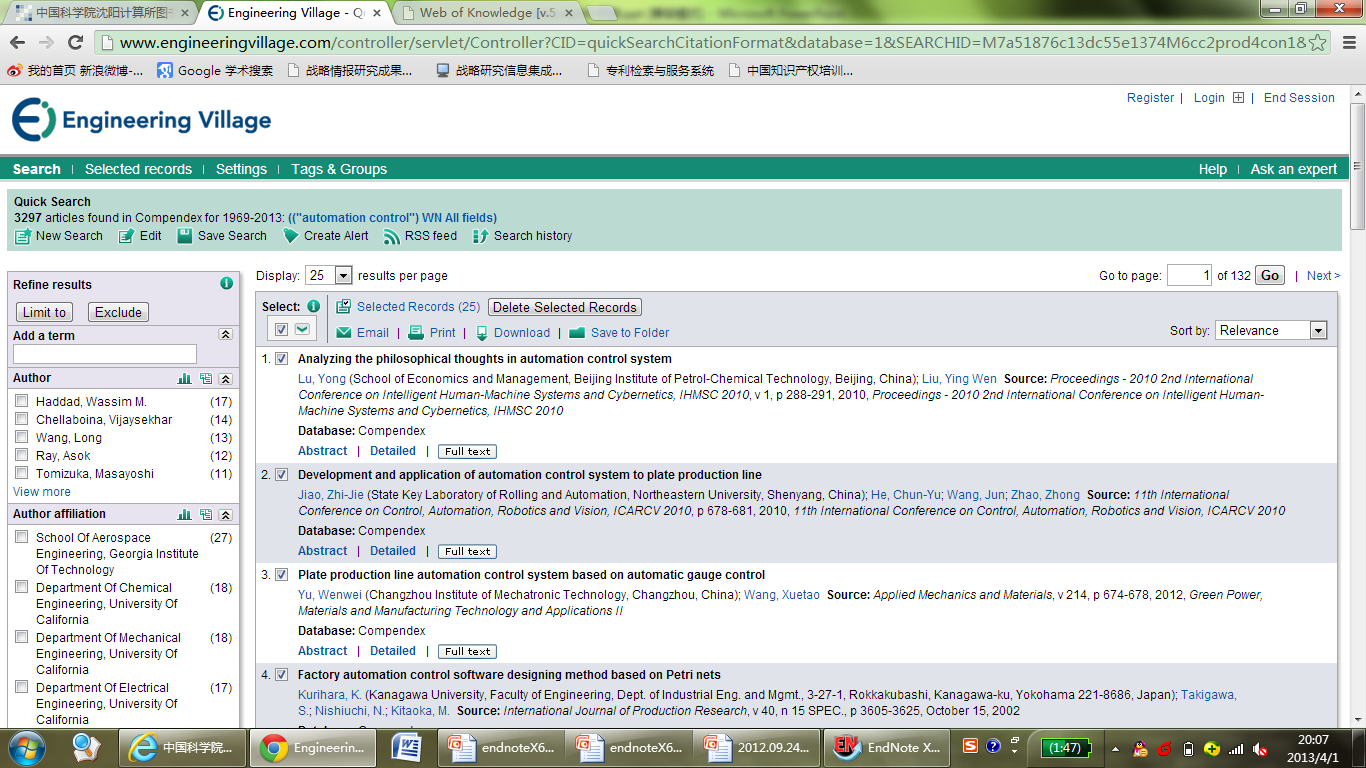 中国科学院沈阳计算所图
Engineering Village - Qu
Web of Knowledge [v.5
www.engineeringvillage.com/controller/servlet/Controller?CID=quickSearchCitationFormat&database=1&SEARCHID=M7a51876c13dc55e1374M6cc2prod4con1&
我的首页 新浪微博-... Google 学术搜索 战略情报研究成果... 战略研究信息集成... 专利检索与服务系统 中国知识产权培训...
Register | Login | End Session
Engineering Village
Search | Selected records | Settings | Tags & Groups Help | Ask an expert
Quick Search
3297 articles found in Compendex for 1969-2013: (("automation control") WN All fields)
New Search Edit Save Search Create Alert RSS feed Search history
Refine results
Limit to Exclude
Add a term
Author
Haddad, Wassim M. (17)
Chellaboina, Vijaysekhar (14)
Wang, Long (13)
Ray, Asok (12)
Tomizuka, Masayoshi (11)
View more
Author affiliation
School Of Aerospace (27)
Engineering, Georgia Institute
Of Technology
Department Of Chemical (18)
Engineering, University Of
California
Department Of Mechanical (18)
Engineering, University Of
California
Department Of Electrical (17)
Engineering, University Of
California
Display: 25 results per page Go to page: 1 of 132 Go | Next >
Select: Selected Records (25) Delete Selected Records
Email | Print | Download | Save to Folder Sort by: Relevance
1. Analyzing the philosophical thoughts in automation control system
Lu, Yong (School of Economics and Management, Beijing Institute of Petrol-Chemical Technology, Beijing, China); Liu, Ying Wen Source: Proceedings - 2010 2nd International
Conference on Intelligent Human-Machine Systems and Cybernetics, IHMSC 2010, v 1, p 288-291, 2010, Proceedings - 2010 2nd International Conference on Intelligent Human-
Machine Systems and Cybernetics, IHMSC 2010
Database: Compendex
Abstract | Detailed | Full text
2. Development and application of automation control system to plate production line
Jiao, Zhi-Jie (State Key Laboratory of Rolling and Automation, Northeastern University, Shenyang, China); He, Chun-Yu; Wang, Jun; Zhao, Zhong Source: 11th International
Conference on Control, Automation, Robotics and Vision, ICARCV 2010, p 678-681, 2010, 11th International Conference on Control, Automation, Robotics and Vision, ICARCV 2010
Database: Compendex
Abstract | Detailed | Full text
3. Plate production line automation control system based on automatic gauge control
Yu, Wenwei (Changzhou Institute of Mechatronic Technology, Changzhou, China); Wang, Xuetao Source: Applied Mechanics and Materials, v 214, p 674-678, 2012, Green Power,
Materials and Manufacturing Technology and Applications II
Database: Compendex
Abstract | Detailed | Full text
4. Factory automation control software designing method based on Petri nets
Kurihara, K. (Kanagawa University, Faculty of Engineering, Dept. of Industrial Eng. and Mgmt., 3-27-1, Rokkakubashi, Kanagawa-ku, Yokohama 221-8686, Japan); Takigawa,
S.; Nishiuchi, N.; Kitaoka, M. Source: International Journal of Production Research, v 40, n 15 SPEC., p 3605-3625, October 15, 2002
中国科学院... Engineerin... endnoteX6... endnoteX6... 2012.09.24... EndNote X... (1:47) 20:07
2013/4/1